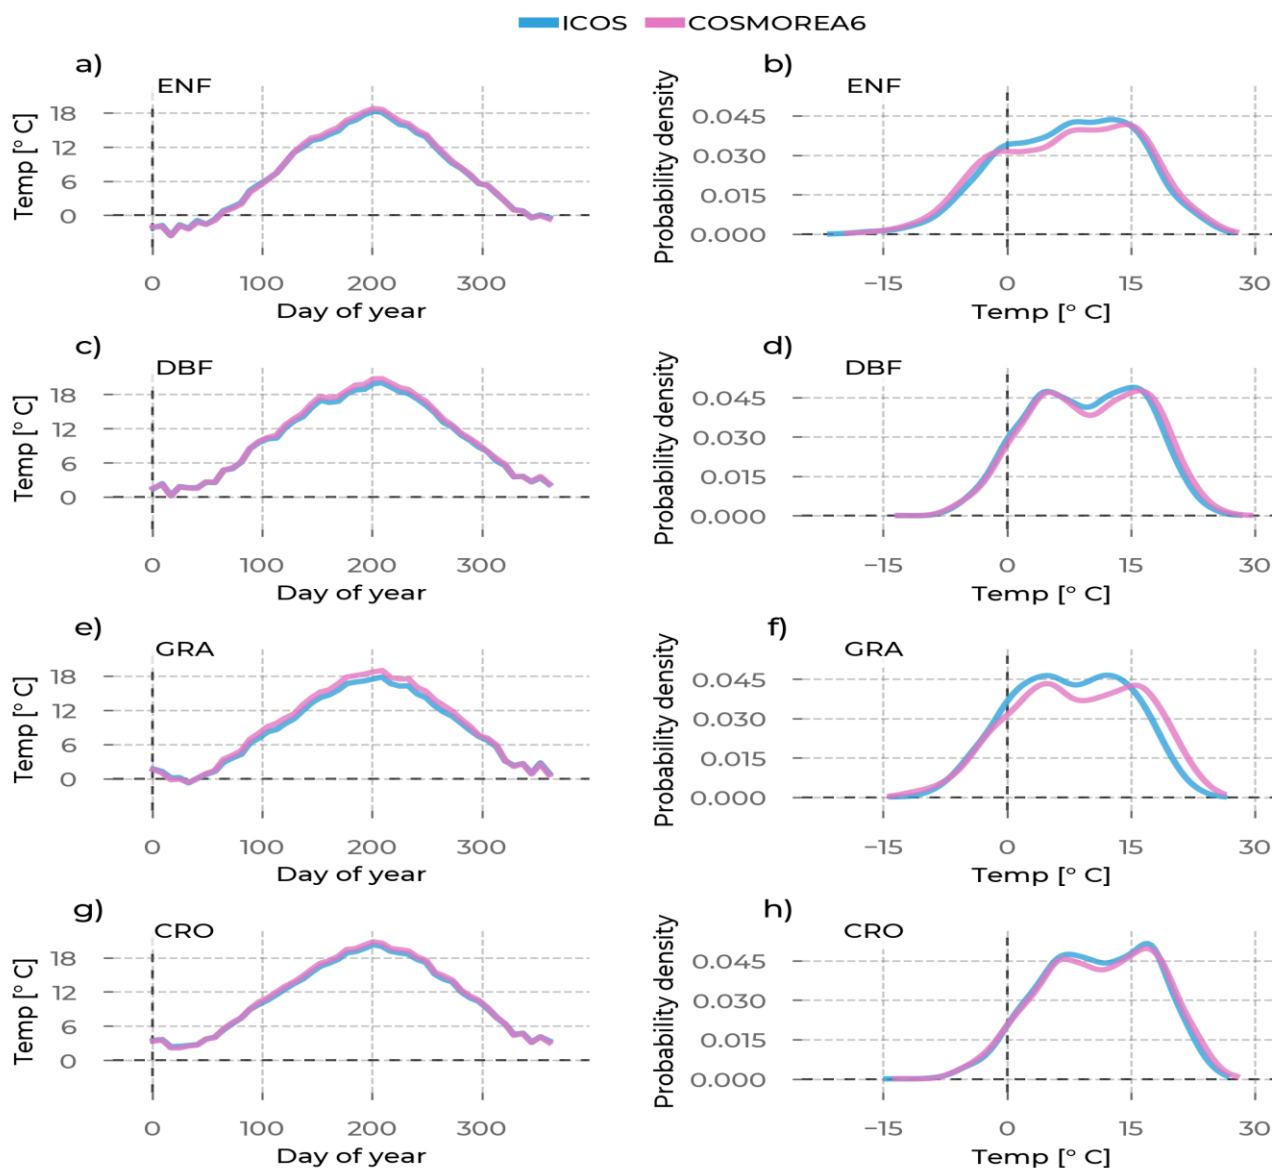 ICOS COSMOREA6
a)
ENF
Temp [° C]
18
12
6
0
0 100 200 300
Day of year
b)
ENF
Probability density
0.045
0.030
0.015
0.000
−15 0 15 30
Temp [° C]
c)
DBF
Temp [° C]
18
12
6
0
0 100 200 300
Day of year
d)
DBF
Probability density
0.045
0.030
0.015
0.000
−15 0 15 30
Temp [° C]
e)
GRA
Temp [° C]
18
12
6
0
0 100 200 300
Day of year
f)
GRA
Probability density
0.045
0.030
0.015
0.000
−15 0 15 30
Temp [° C]
g)
CRO
Temp [° C]
18
12
6
0
0 100 200 300
Day of year
h)
CRO
Probability density
0.045
0.030
0.015
0.000
−15 0 15 30
Temp [° C]